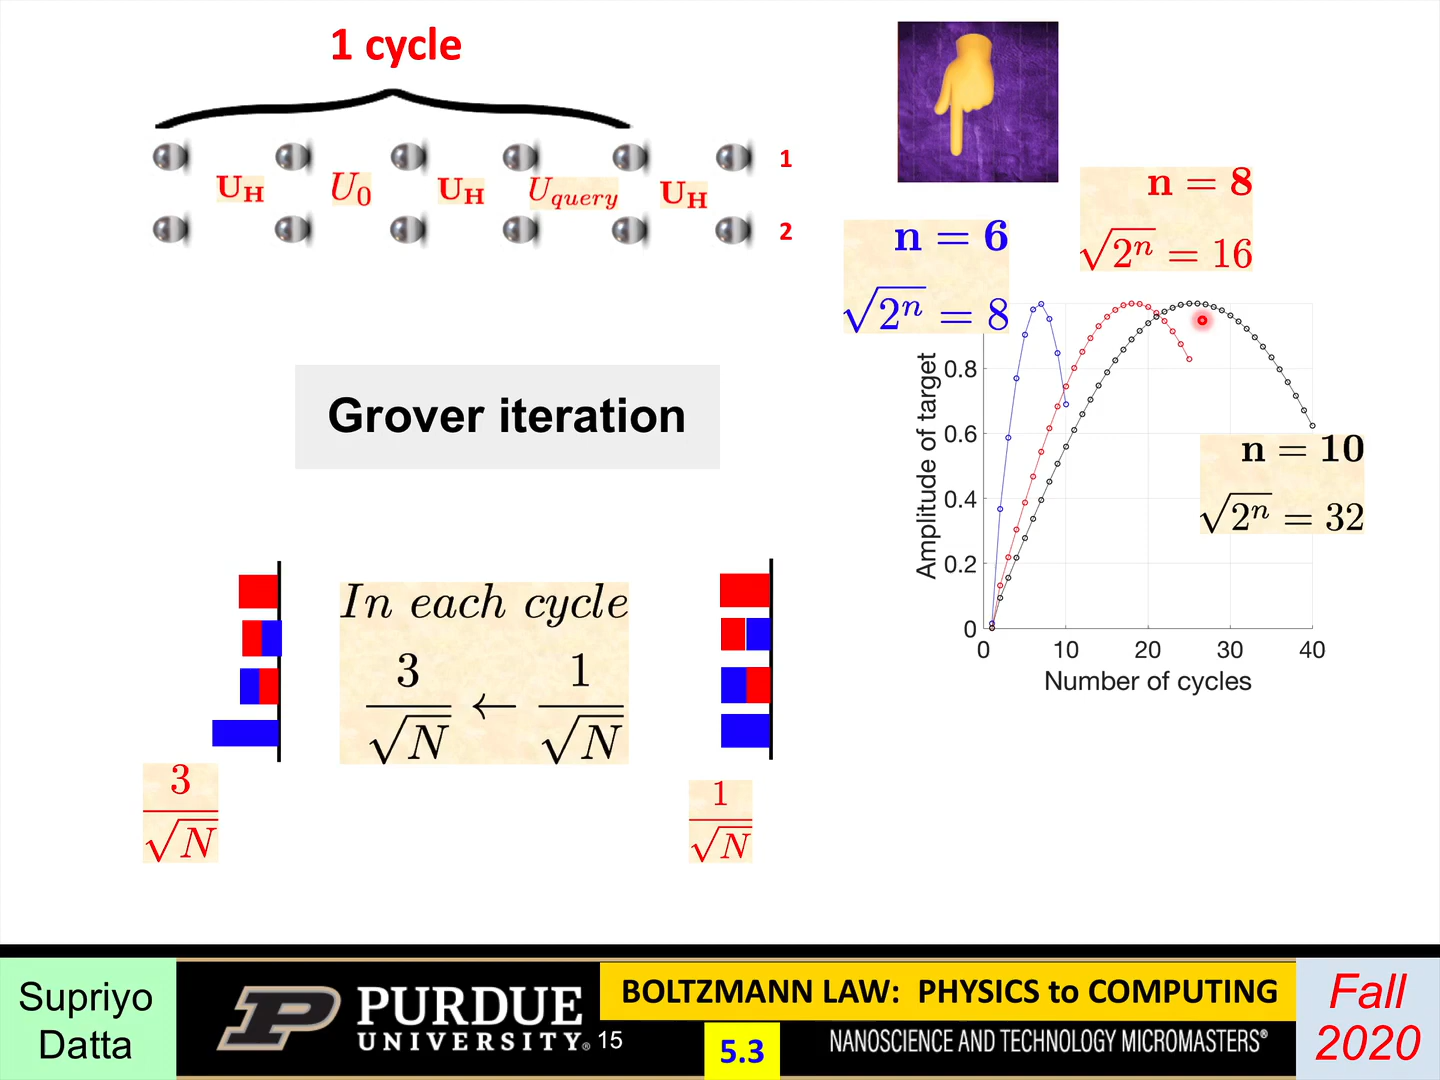 1 cycle
1
U_H U_0 U_H U_query U_H
2
n = 8
√2ⁿ = 16
n = 6
√2ⁿ = 8
Grover iteration
Amplitude of target
0.8
0.6
0.4
0.2
0
0 10 20 30 40
Number of cycles
n = 10
√2ⁿ = 32
In each cycle
3/√N ← 1/√N
3/√N
1/√N
Supriyo
Datta
PURDUE
UNIVERSITY® 15
BOLTZMANN LAW: PHYSICS to COMPUTING
5.3
NANOSCIENCE AND TECHNOLOGY MICROMASTERS®
Fall
2020